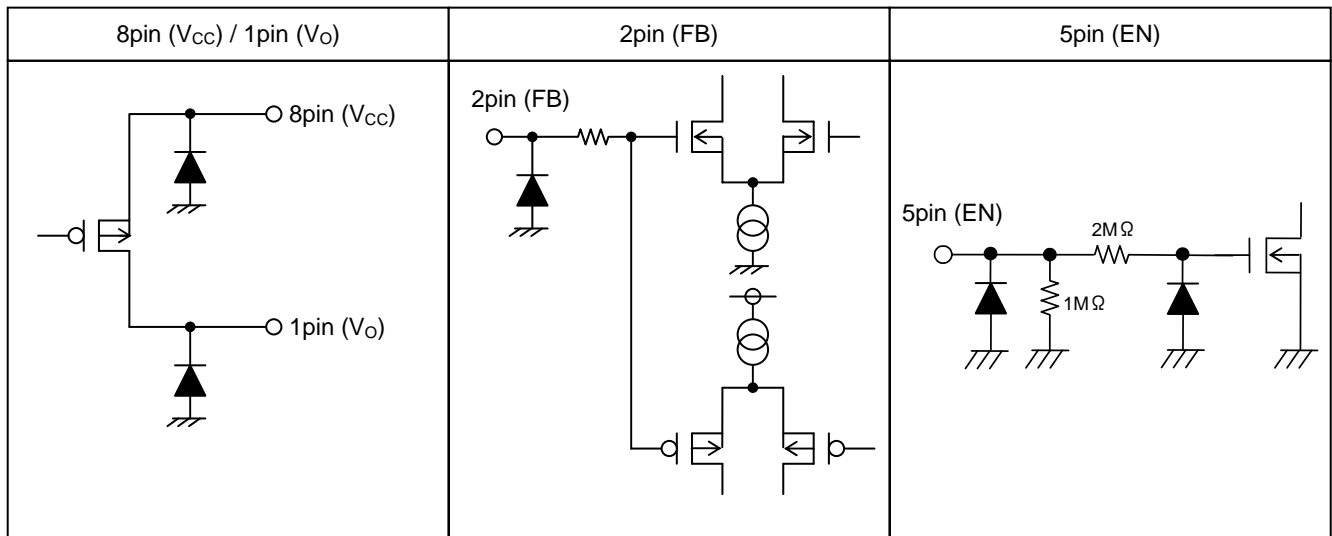 8pin (VCC) / 1pin (VO)
2pin (FB)
5pin (EN)
8pin (VCC)
1pin (VO)
2pin (FB)
5pin (EN)
2MΩ
1MΩ